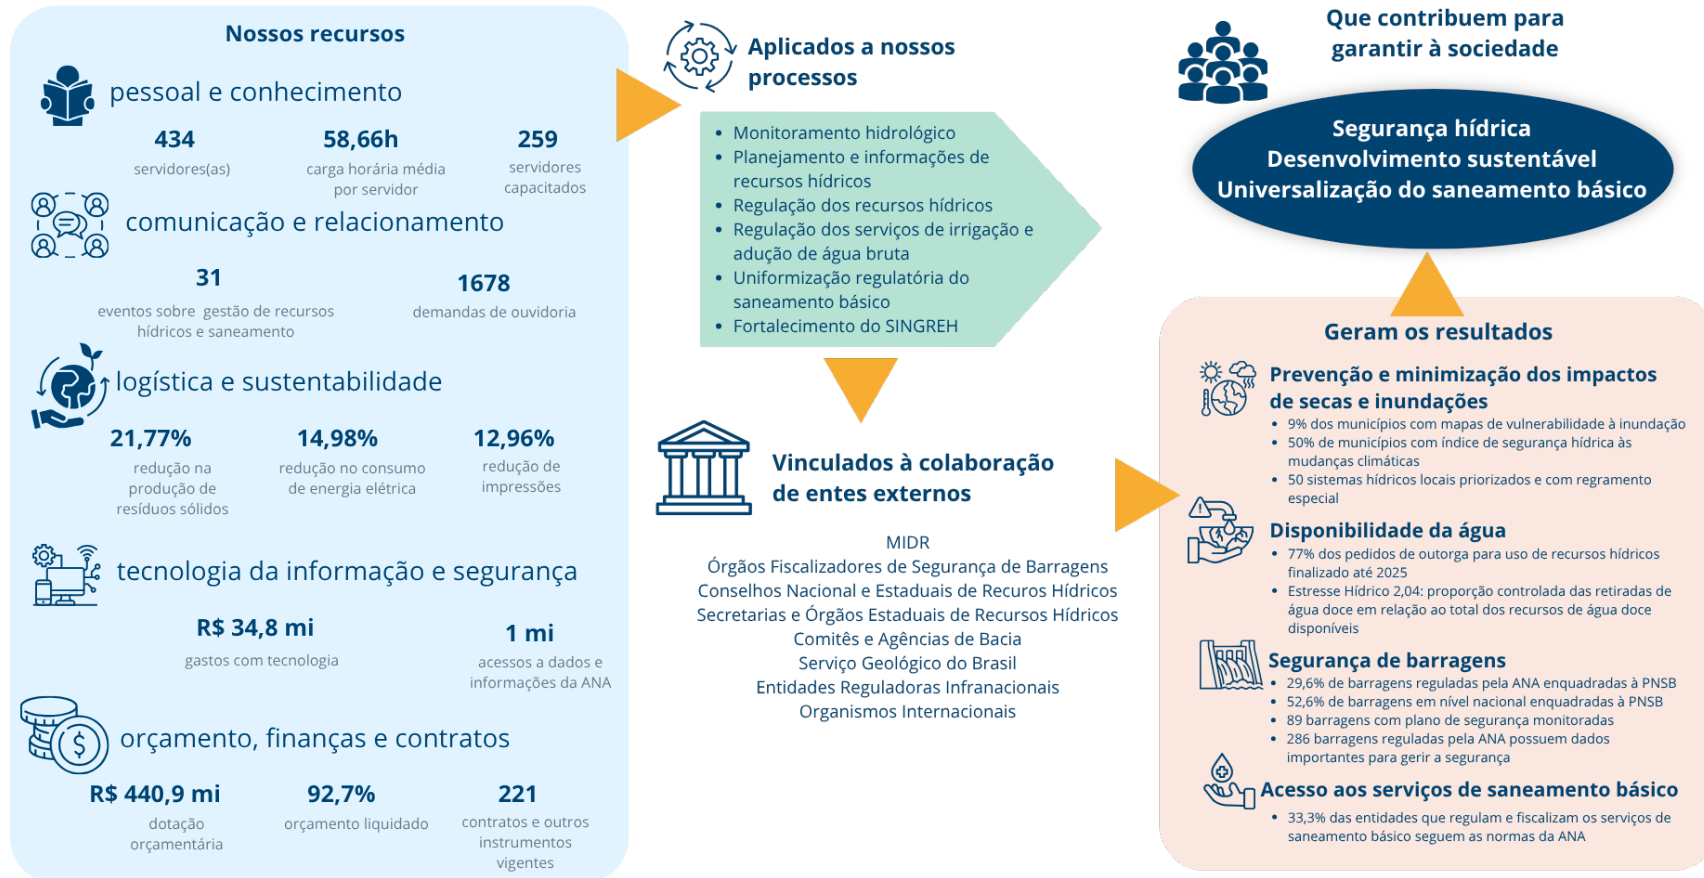 Nossos recursos
pessoal e conhecimento
434
servidores(as)
58,66h
carga horária média
por servidor
259
servidores
capacitados
comunicação e relacionamento
31
eventos sobre gestão de recursos
hídricos e saneamento
1678
demandas de ouvidoria
logística e sustentabilidade
21,77%
redução na
produção de
resíduos sólidos
14,98%
redução no consumo
de energia elétrica
12,96%
redução de
impressões
tecnologia da informação e segurança
R$ 34,8 mi
gastos com tecnologia
1 mi
acessos a dados e
informações da ANA
orçamento, finanças e contratos
R$ 440,9 mi
dotação
orçamentária
92,7%
orçamento liquidado
221
contratos e outros
instrumentos
vigentes
Aplicados a nossos
processos
• Monitoramento hidrológico
• Planejamento e informações de
recursos hídricos
• Regulação dos recursos hídricos
• Regulação dos serviços de irrigação e
adução de água bruta
• Uniformização regulatória do
saneamento básico
• Fortalecimento do SINGREH
Vinculados à colaboração
de entes externos
MIDR
Órgãos Fiscalizadores de Segurança de Barragens
Conselhos Nacional e Estaduais de Recuros Hídricos
Secretarias e Órgãos Estaduais de Recursos Hídricos
Comitês e Agências de Bacia
Serviço Geológico do Brasil
Entidades Reguladoras Infranacionais
Organismos Internacionais
Que contribuem para
garantir à sociedade
Segurança hídrica
Desenvolvimento sustentável
Universalização do saneamento básico
Geram os resultados
Prevenção e minimização dos impactos
de secas e inundações
• 9% dos municípios com mapas de vulnerabilidade à inundação
• 50% de municípios com índice de segurança hídrica às
mudanças climáticas
• 50 sistemas hídricos locais priorizados e com regramento
especial
Disponibilidade da água
• 77% dos pedidos de outorga para uso de recursos hídricos
finalizado até 2025
• Estresse Hídrico 2,04: proporção controlada das retiradas de
água doce em relação ao total dos recursos de água doce
disponíveis
Segurança de barragens
• 29,6% de barragens reguladas pela ANA enquadradas à PNSB
• 52,6% de barragens em nível nacional enquadradas à PNSB
• 89 barragens com plano de segurança monitoradas
• 286 barragens reguladas pela ANA possuem dados
importantes para gerir a segurança
Acesso aos serviços de saneamento básico
• 33,3% das entidades que regulam e fiscalizam os serviços de
saneamento básico seguem as normas da ANA